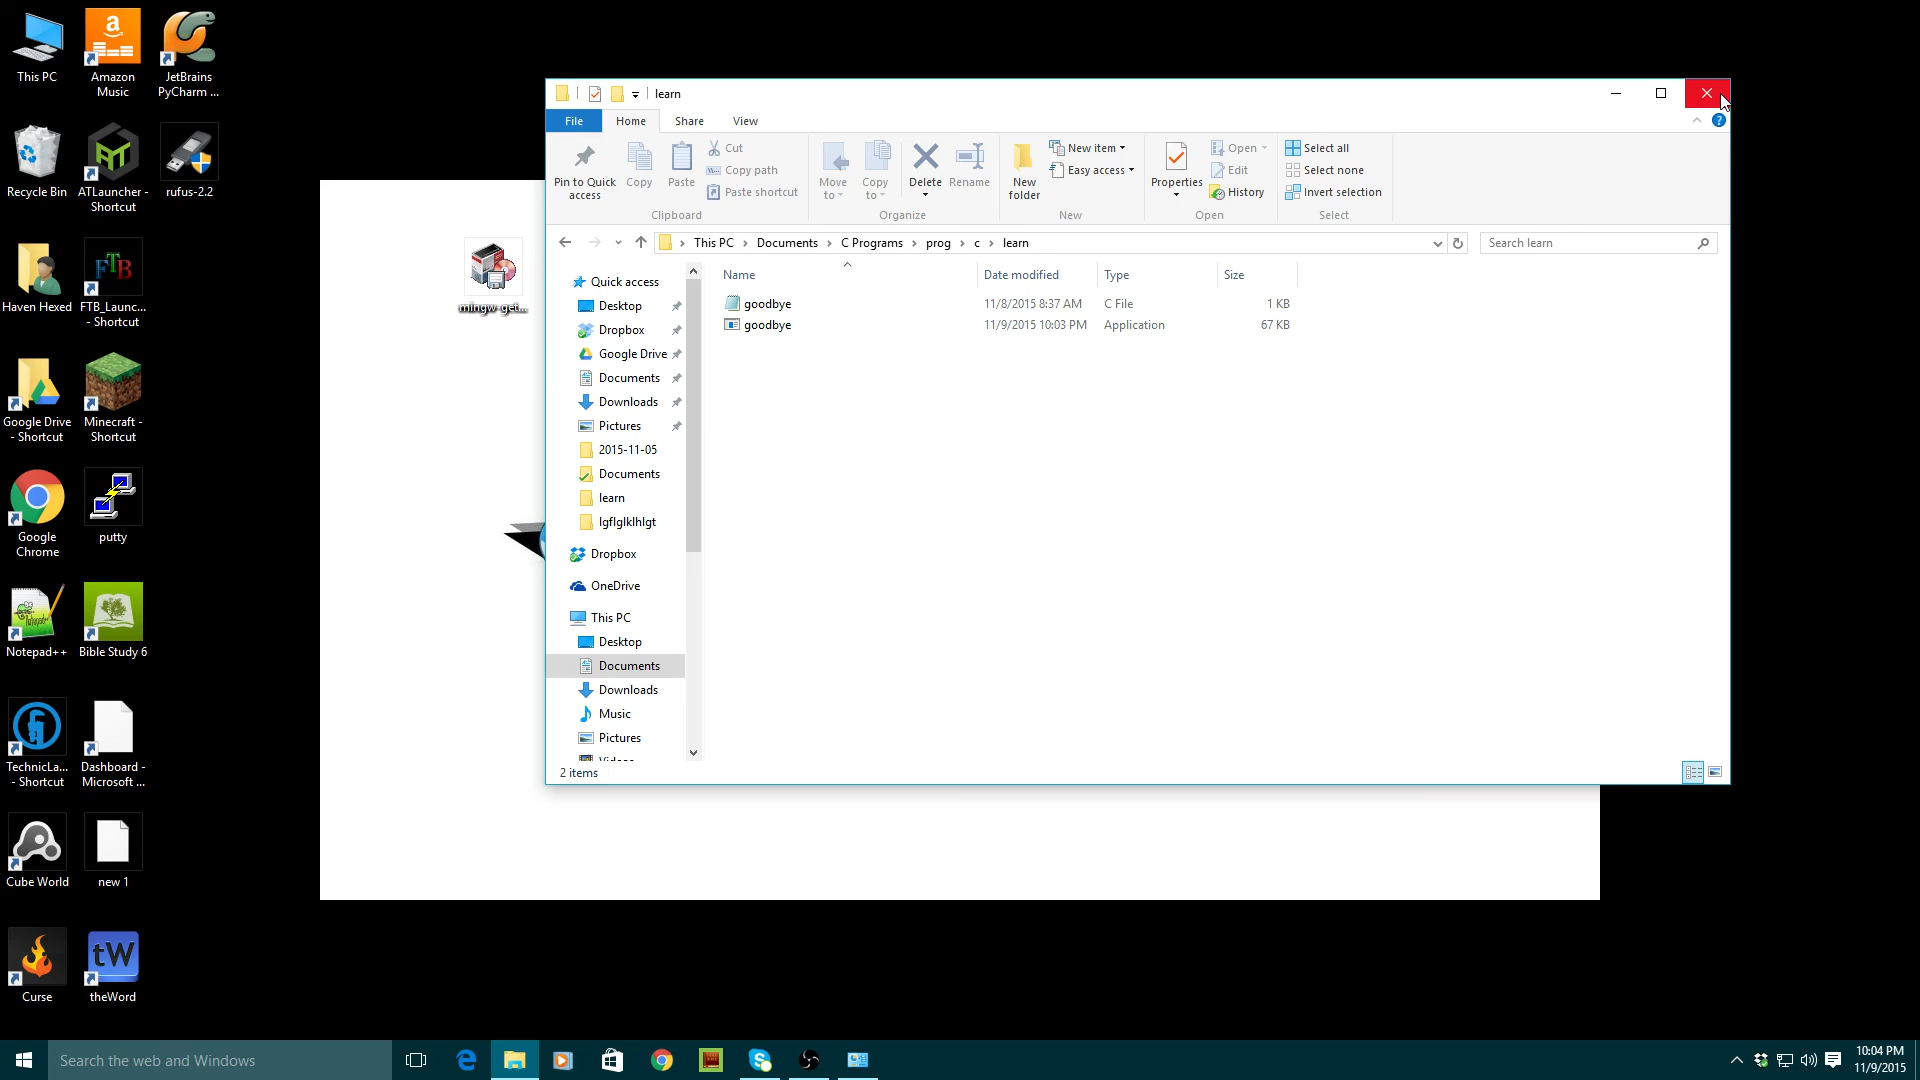 This PC
Amazon
Music
JetBrains
PyCharm ...
Recycle Bin
ATLauncher -
Shortcut
rufus-2.2
Haven Hexed
FTB_Launc...
- Shortcut
Google Drive
- Shortcut
Minecraft -
Shortcut
Google
Chrome
putty
Notepad++
Bible Study 6
TechnicLa...
- Shortcut
Dashboard -
Microsoft ...
Cube World
new 1
Curse
tW
theWord
mingw-get...
learn
File
Home
Share
View
Pin to Quick
access
Copy
Paste
Cut
Copy path
Paste shortcut
Clipboard
Move
to
Copy
to
Delete
Rename
Organize
New
folder
New item
Easy access
New
Properties
Open
Edit
History
Open
Select all
Select none
Invert selection
Select
This PC > Documents > C Programs > prog > c > learn
Search learn
Name
Date modified
Type
Size
goodbye 11/8/2015 8:37 AM C File 1 KB
goodbye 11/9/2015 10:03 PM Application 67 KB
Quick access
Desktop
Dropbox
Google Drive
Documents
Downloads
Pictures
2015-11-05
Documents
learn
lgflglklhlgt
Dropbox
OneDrive
This PC
Desktop
Documents
Downloads
Music
Pictures
Videos
2 items
Search the web and Windows
10:04 PM
11/9/2015